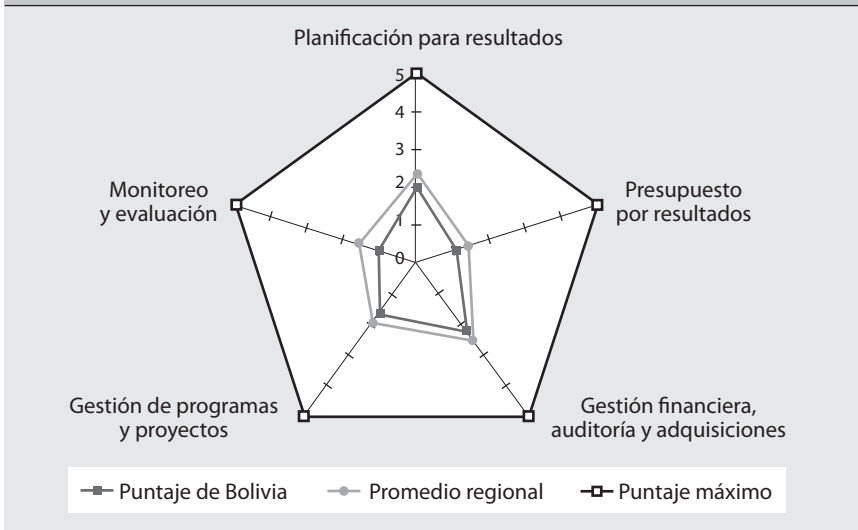 Planificación para resultados
5
4
3
2
1
0
Monitoreo
y evaluación
Presupuesto
por resultados
Gestión de programas
y proyectos
Gestión financiera,
auditoría y adquisiciones
Puntaje de Bolivia
Promedio regional
Puntaje máximo